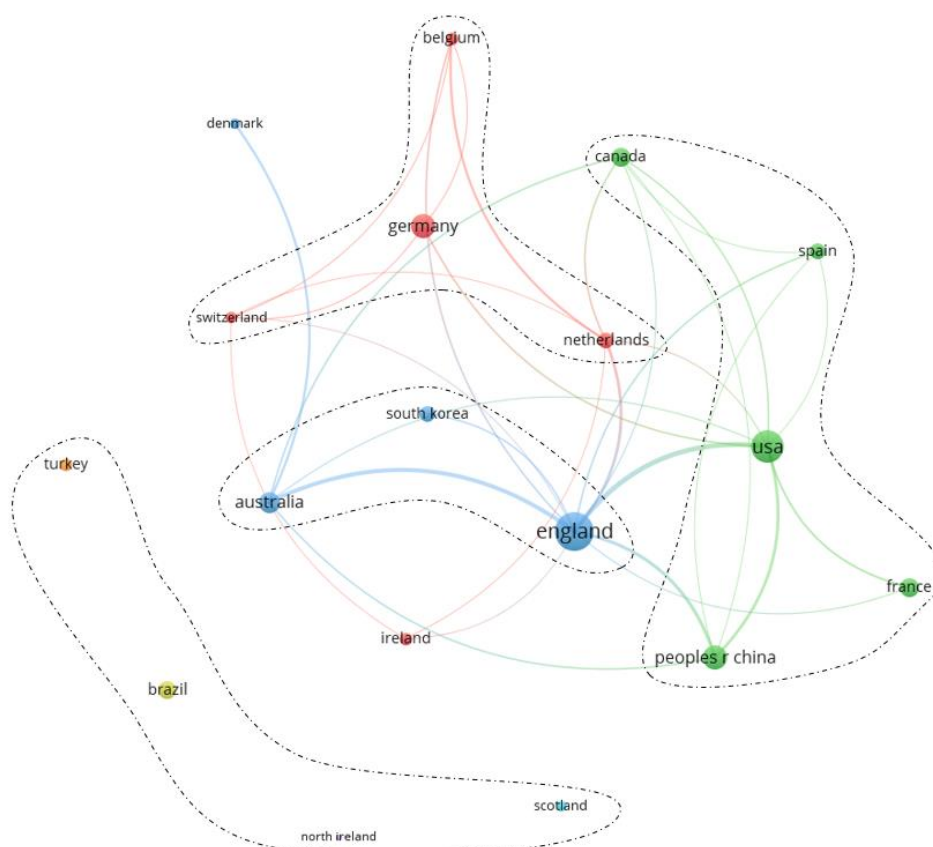 belgium
denmark
canada
germany
spain
switzerland
netherlands
south korea
usa
turkey
australia
england
france
ireland
peoples r china
brazil
scotland
north ireland